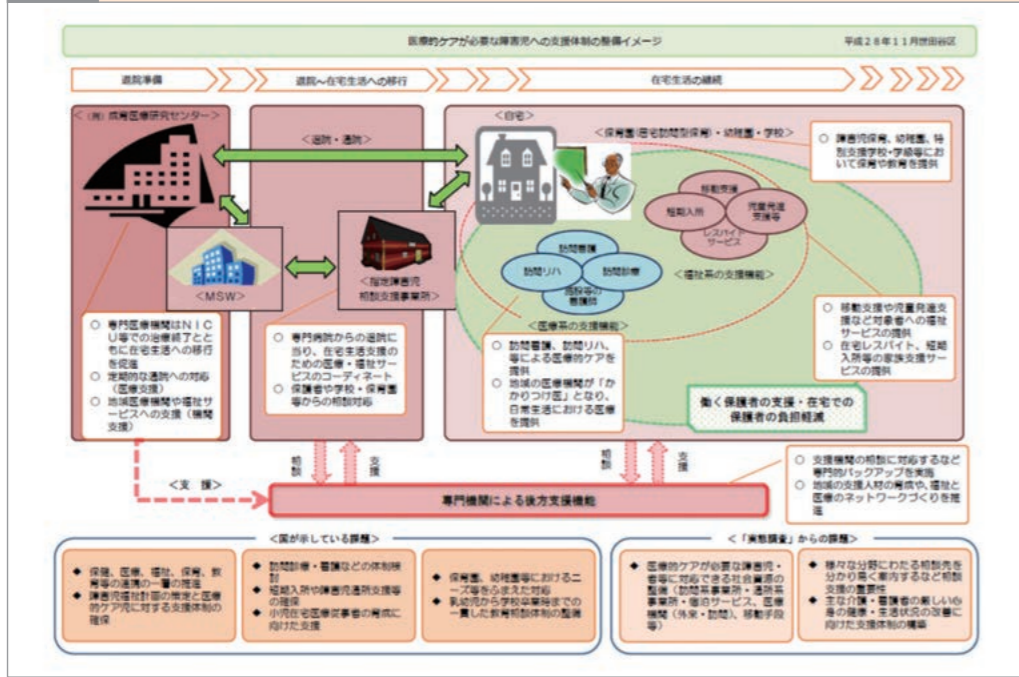 医療的ケアが必要な障害児への支援体制の整備イメージ
平成28年11月世田谷区
退院準備
退院～在宅生活への移行
在宅生活の継続
<(例)成育医療研究センター>
<退院・通院>
<自宅>
<保育園(居宅訪問型保育)・幼稚園・学校>
○ 障害児保育、幼稚園、特
別支援学校・学級等にお
いて保育や教育を提供
移動支援
短期入所
児童発達
支援等
レスパイト
サービス
<福祉系の支援機能>
訪問看護
訪問リハ
訪問診療
施設等の
看護師
<医療系の支援機能>
<MSW>
<指定障害児
相談支援事業所>
○ 専門医療機関はNIC
U等での治療終了とと
もに在宅生活への移行
を促進
○ 定期的な通院への対応
(医療支援)
○ 地域医療機関や福祉サ
ービスへの支援(機関
支援)
○ 専門病院からの退院に
当り、在宅生活支援の
ための医療・福祉サー
ビスのコーディネート
○ 保護者や学校・保育園
等からの相談対応
○ 訪問看護、訪問リハ、
等による医療的ケアを
提供
○ 地域の医療機関が「か
かりつけ医」となり、
日常生活における医療
を提供
○ 移動支援や児童発達支
援など対象者への福祉
サービスの提供
○ 在宅レスパイト、短期
入所等の家族支援サー
ビスの提供
働く保護者の支援・在宅での
保護者の負担軽減
相談
支援
相談
支援
<支 援>
専門機関による後方支援機能
○ 支援機関の相談に対応するなど
専門的バックアップを実施
○ 地域の支援人材の育成や、福祉と
医療のネットワークづくりを推
進
<国が示している課題>
◆ 保健、医療、福祉、保育、教
育等の連携の一層の推進
◆ 障害児福祉計画の策定と医療
的ケア児に対する支援体制の
確保
◆ 訪問診療・看護などの体制検
討
◆ 短期入所や障害児通所支援等
の確保
◆ 小児在宅医療従事者の育成に
向けた支援
◆ 保育園、幼稚園等におけるニ
ーズ等をふまえた対応
◆ 乳幼児から学校卒業後までの
一貫した教育相談体制の整備
<「実態調査」からの課題>
◆ 医療的ケアが必要な障害児・
者等に対応できる社会資源の
整備(訪問系事業所・通所系
事業所・宿泊サービス、医療
機関(外来・訪問)、移動手段
等)
◆ 様々な分野にわたる相談先を
分かり易く案内するなど相談
支援の重要性
◆ 主な介護・看護者の厳しい心
身の健康・生活状況の改善に
向けた支援体制の構築